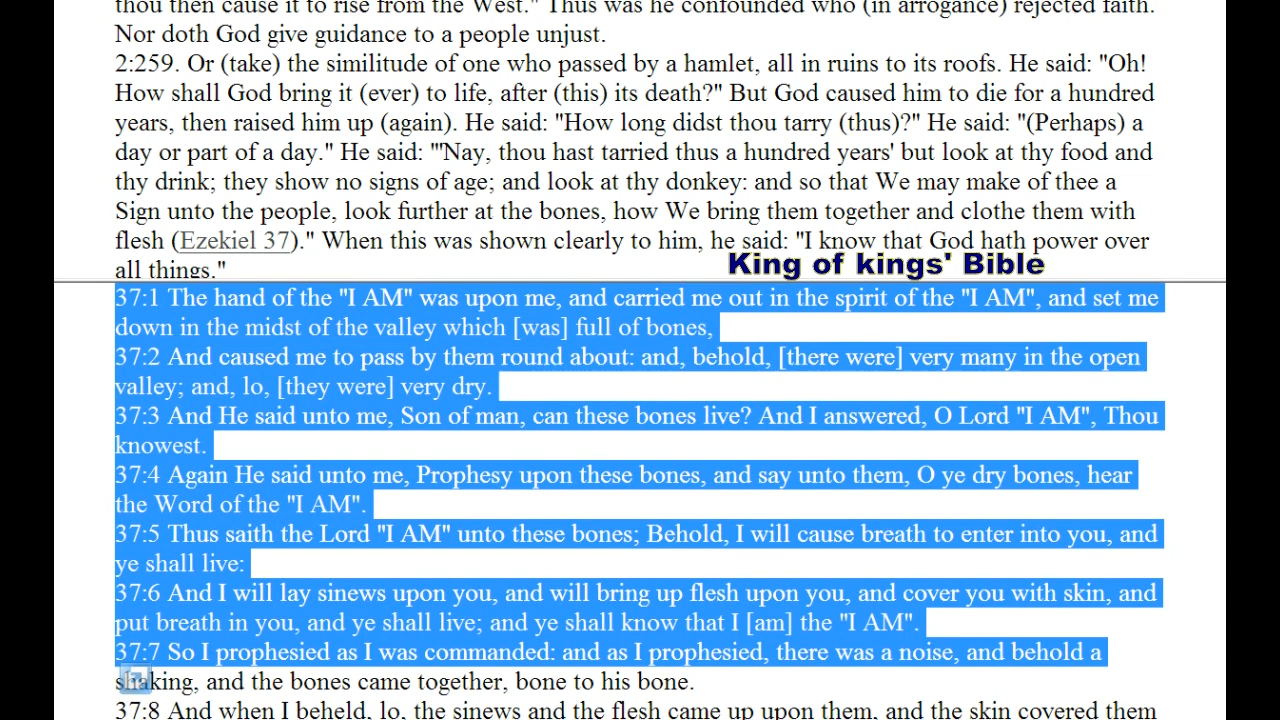 thou then cause it to rise from the West." Thus was he confounded who (in arrogance) rejected faith.
Nor doth God give guidance to a people unjust.
2:259. Or (take) the similitude of one who passed by a hamlet, all in ruins to its roofs. He said: "Oh!
How shall God bring it (ever) to life, after (this) its death?" But God caused him to die for a hundred
years, then raised him up (again). He said: "How long didst thou tarry (thus)?" He said: "(Perhaps) a
day or part of a day." He said: "'Nay, thou hast tarried thus a hundred years' but look at thy food and
thy drink; they show no signs of age; and look at thy donkey: and so that We may make of thee a
Sign unto the people, look further at the bones, how We bring them together and clothe them with
flesh (Ezekiel 37)." When this was shown clearly to him, he said: "I know that God hath power over
all things."
King of kings' Bible
37:1 The hand of the "I AM" was upon me, and carried me out in the spirit of the "I AM", and set me
down in the midst of the valley which [was] full of bones,
37:2 And caused me to pass by them round about: and, behold, [there were] very many in the open
valley; and, lo, [they were] very dry.
37:3 And He said unto me, Son of man, can these bones live? And I answered, O Lord "I AM", Thou
knowest.
37:4 Again He said unto me, Prophesy upon these bones, and say unto them, O ye dry bones, hear
the Word of the "I AM".
37:5 Thus saith the Lord "I AM" unto these bones; Behold, I will cause breath to enter into you, and
ye shall live:
37:6 And I will lay sinews upon you, and will bring up flesh upon you, and cover you with skin, and
put breath in you, and ye shall live; and ye shall know that I [am] the "I AM".
37:7 So I prophesied as I was commanded: and as I prophesied, there was a noise, and behold a
shaking, and the bones came together, bone to his bone.
37:8 And when I beheld, lo, the sinews and the flesh came up upon them, and the skin covered them